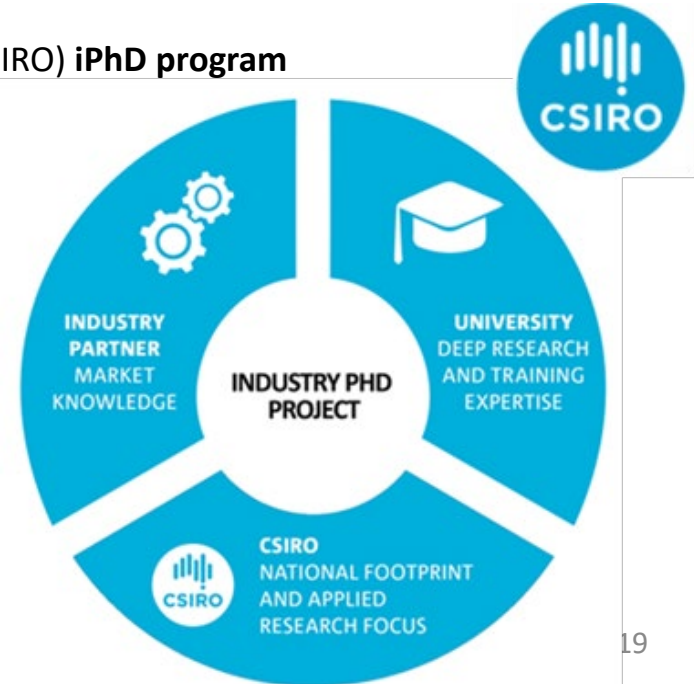 IRO) iPhD program
CSIRO
INDUSTRY
PARTNER
MARKET
KNOWLEDGE
UNIVERSITY
DEEP RESEARCH
AND TRAINING
EXPERTISE
INDUSTRY PHD
PROJECT
CSIRO
CSIRO
NATIONAL FOOTPRINT
AND APPLIED
RESEARCH FOCUS
19